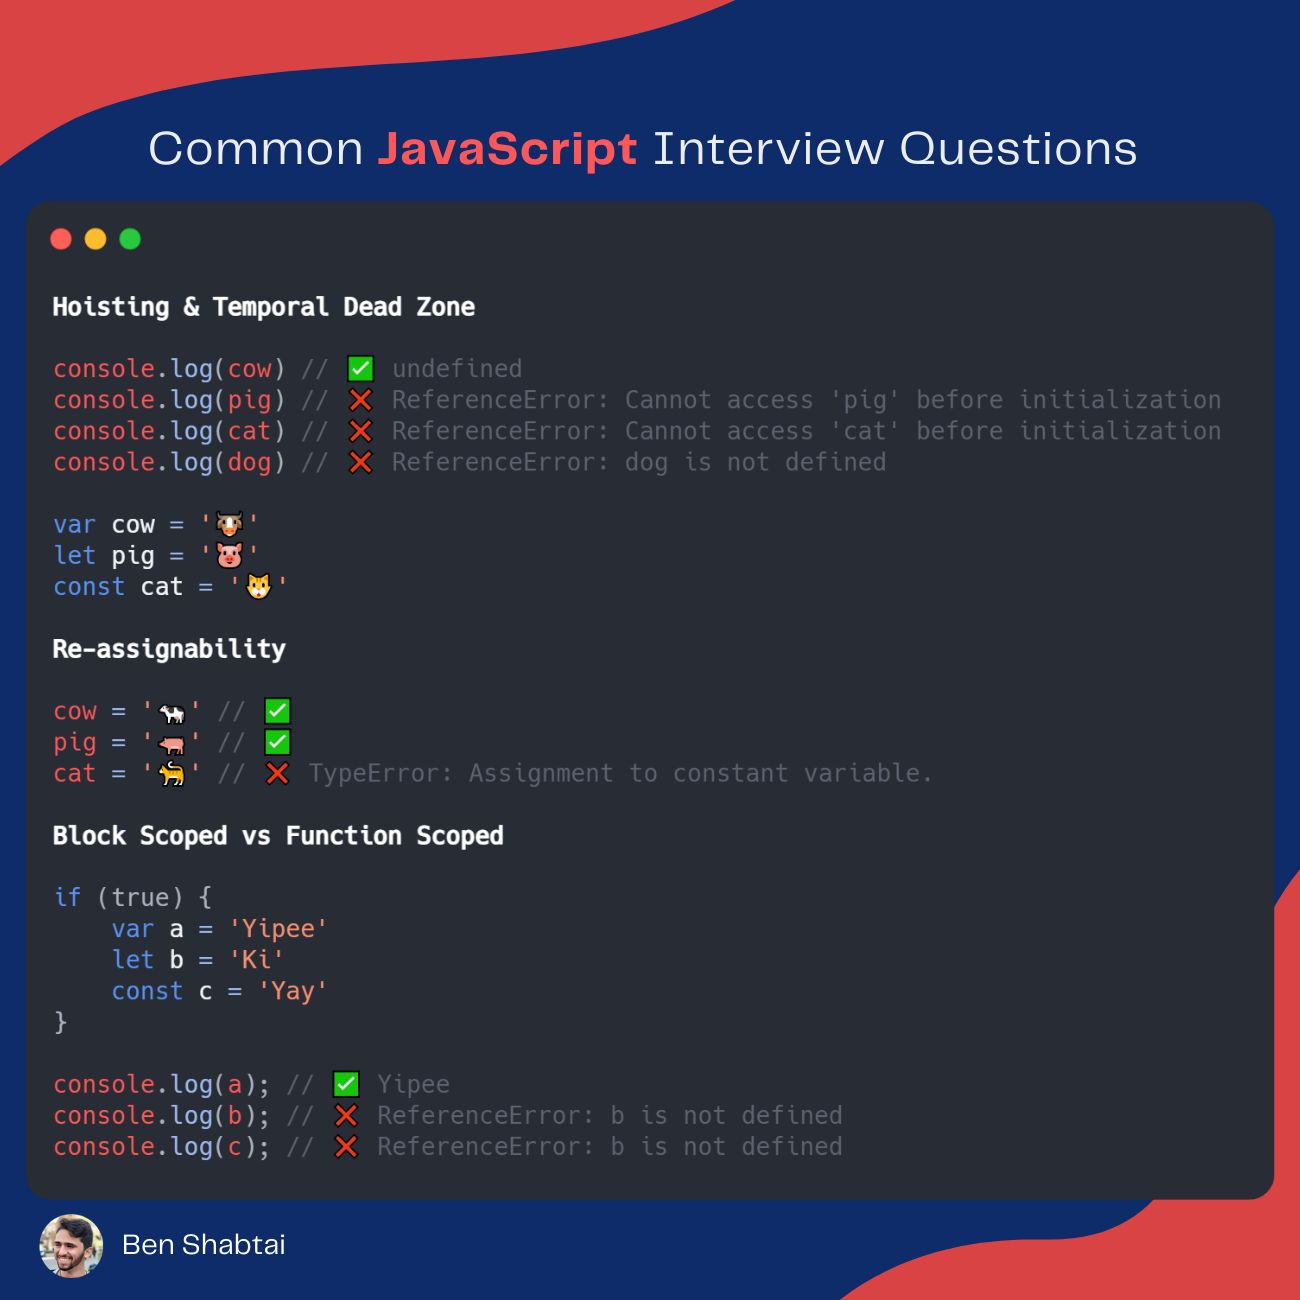 Common JavaScript Interview Questions
Hoisting & Temporal Dead Zone
console.log(cow) // ✅ undefined
console.log(pig) // ❌ ReferenceError: Cannot access 'pig' before initialization
console.log(cat) // ❌ ReferenceError: Cannot access 'cat' before initialization
console.log(dog) // ❌ ReferenceError: dog is not defined
var cow = '🐮'
let pig = '🐷'
const cat = '🐱'
Re-assignability
cow = '🐄' // ✅
pig = '🐖' // ✅
cat = '🐈' // ❌ TypeError: Assignment to constant variable.
Block Scoped vs Function Scoped
if (true) {
    var a = 'Yipee'
    let b = 'Ki'
    const c = 'Yay'
}
console.log(a); // ✅ Yipee
console.log(b); // ❌ ReferenceError: b is not defined
console.log(c); // ❌ ReferenceError: b is not defined
Ben Shabtai